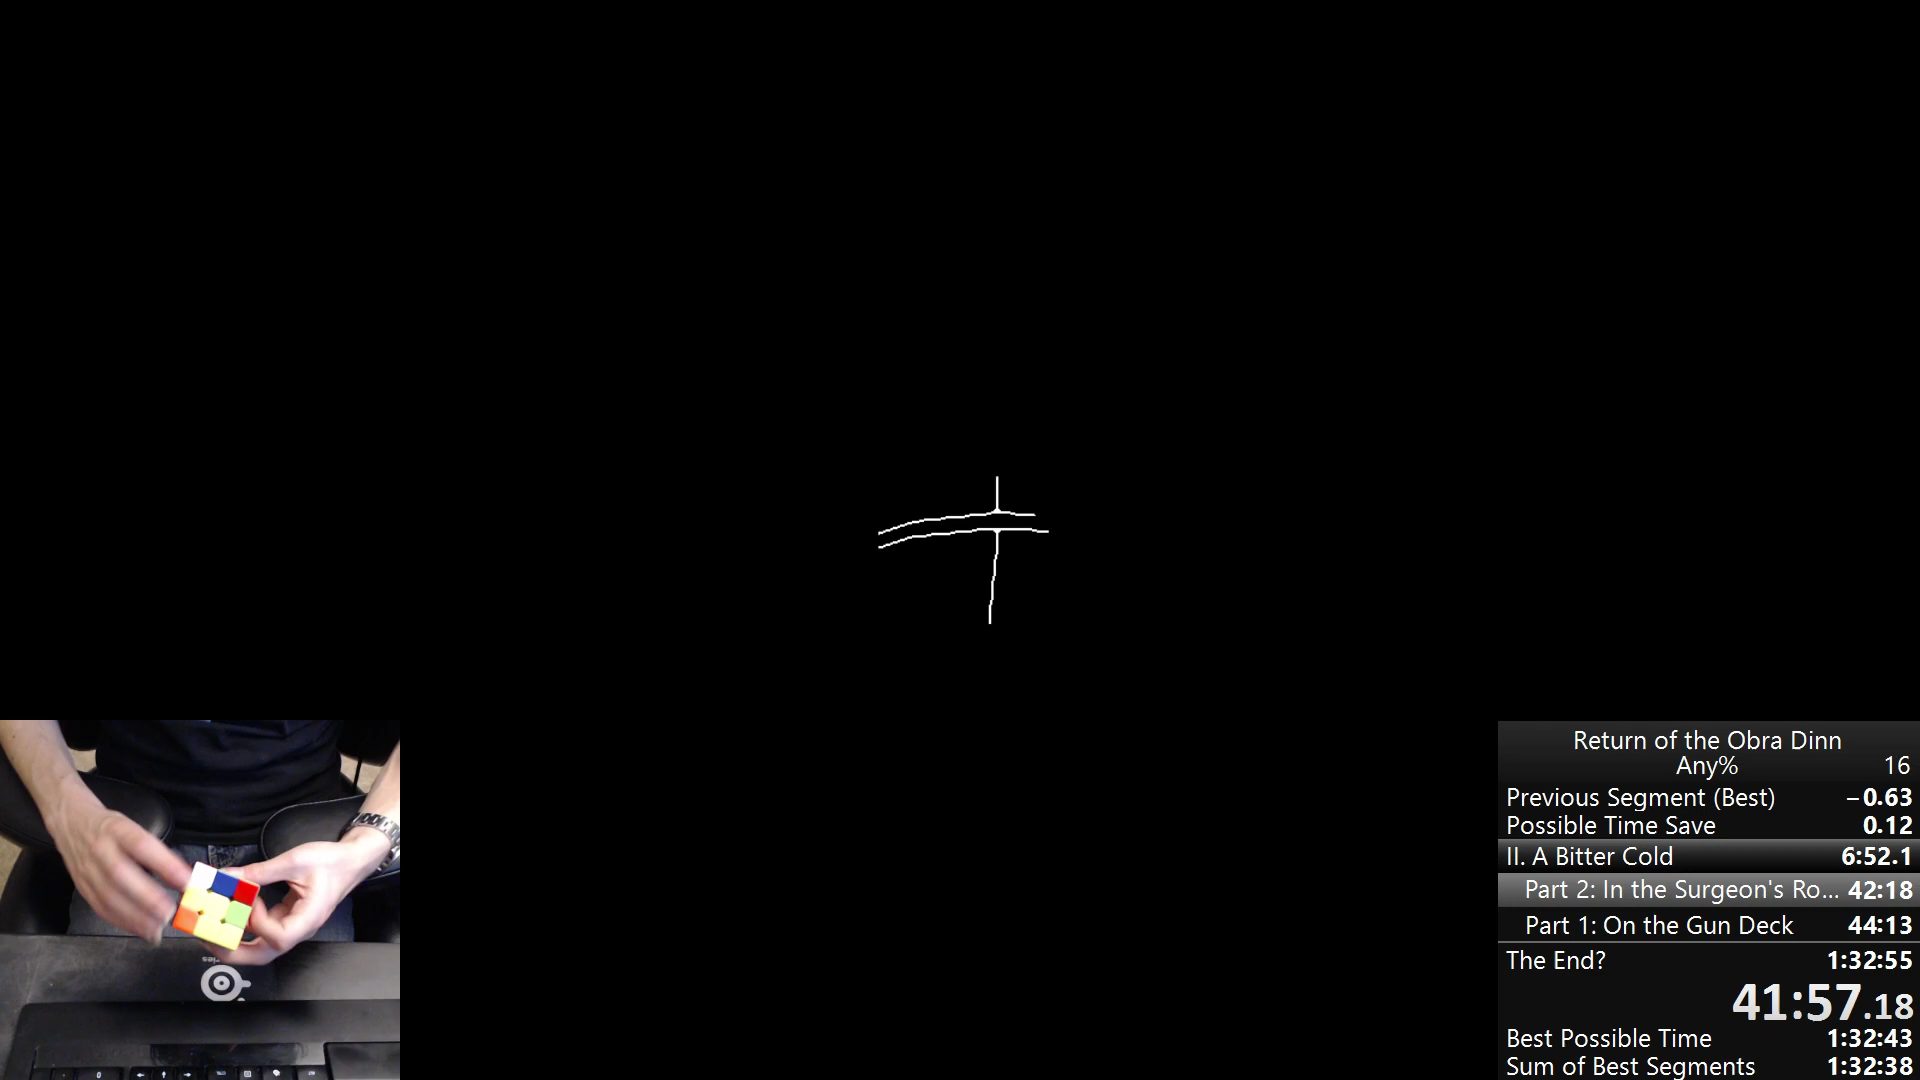 Return of the Obra Dinn
Any% 16
Previous Segment (Best) −0.63
Possible Time Save 0.12
II. A Bitter Cold 6:52.1
Part 2: In the Surgeon's Ro... 42:18
Part 1: On the Gun Deck 44:13
The End? 1:32:55
41:57.18
Best Possible Time 1:32:43
Sum of Best Segments 1:32:38